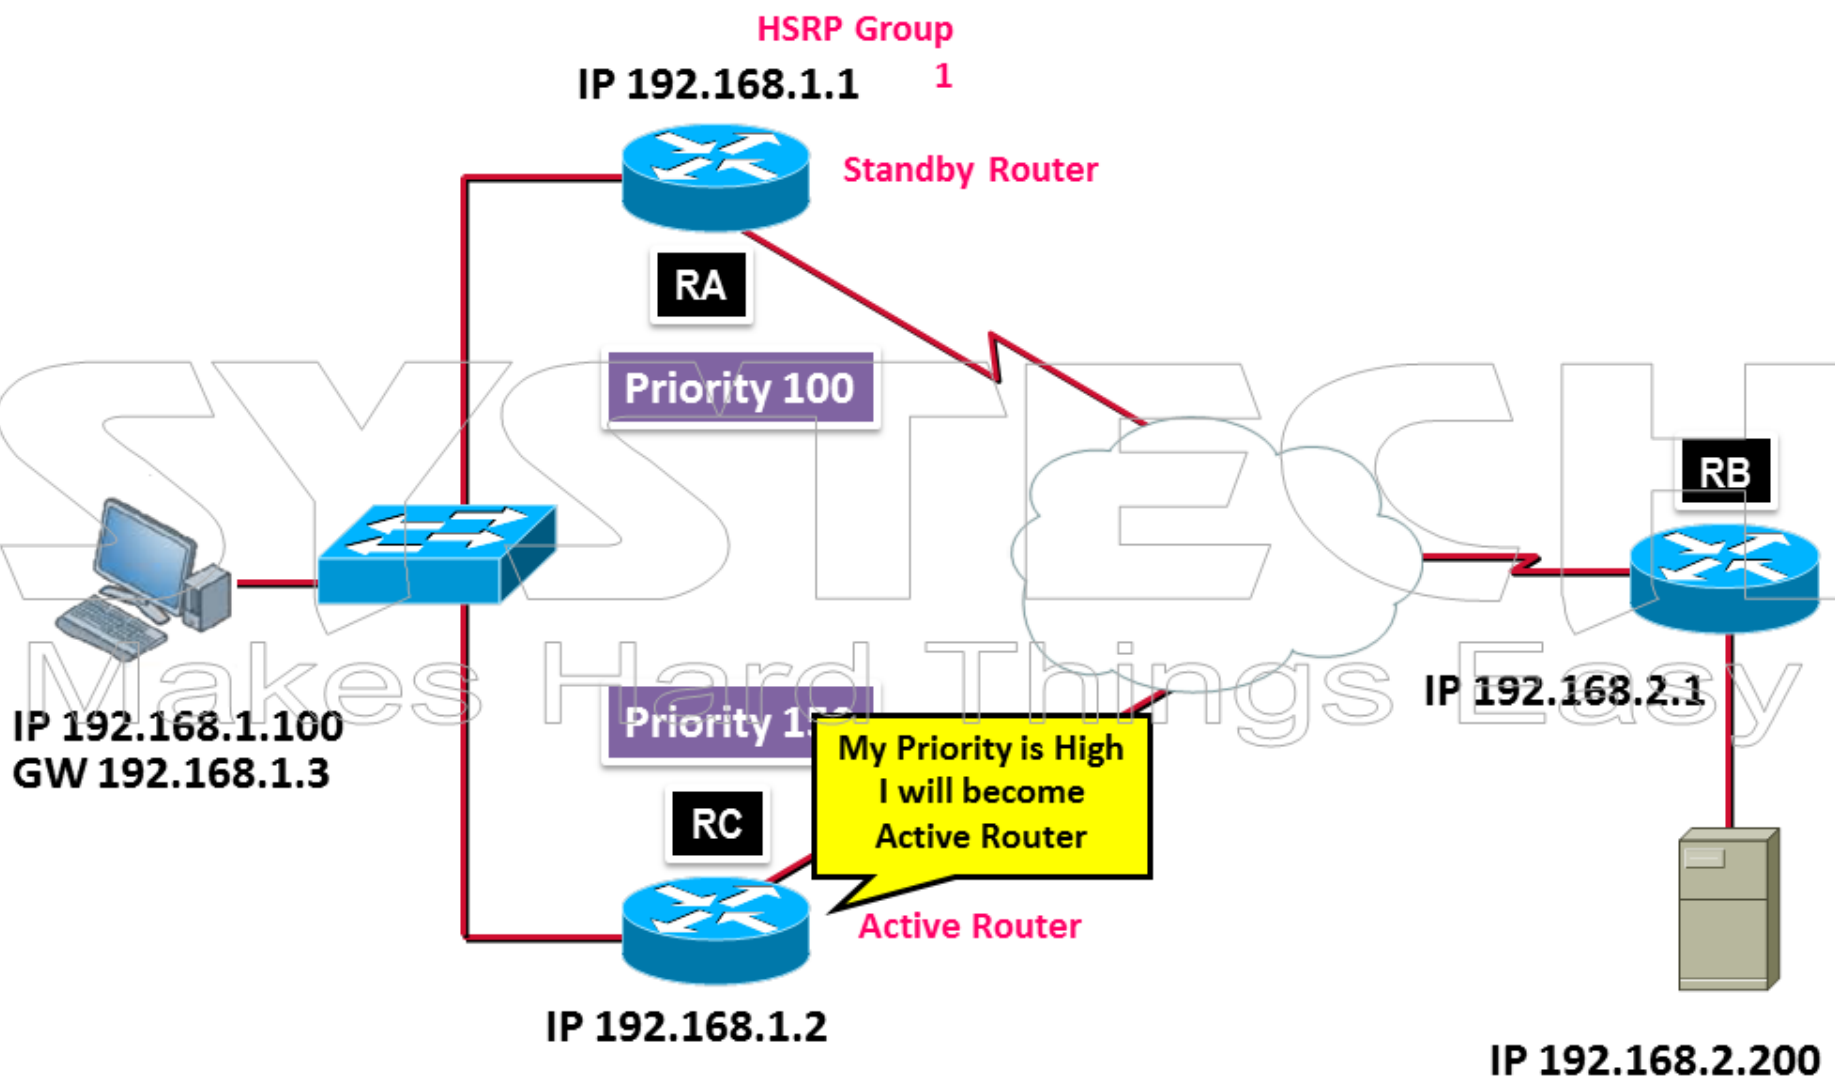 HSRP Group
1
IP 192.168.1.1
Standby Router
RA
Priority 100
SYSTECH
Makes Hard Things Easy
RB
IP 192.168.2.1
IP 192.168.1.100
GW 192.168.1.3
Priority
My Priority is High
I will become
Active Router
RC
Active Router
IP 192.168.1.2
IP 192.168.2.200